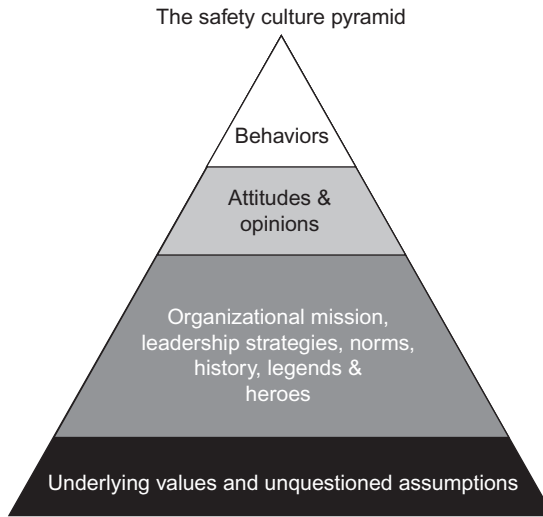 The safety culture pyramid
Behaviors
Attitudes &
opinions
Organizational mission,
leadership strategies, norms,
history, legends &
heroes
Underlying values and unquestioned assumptions